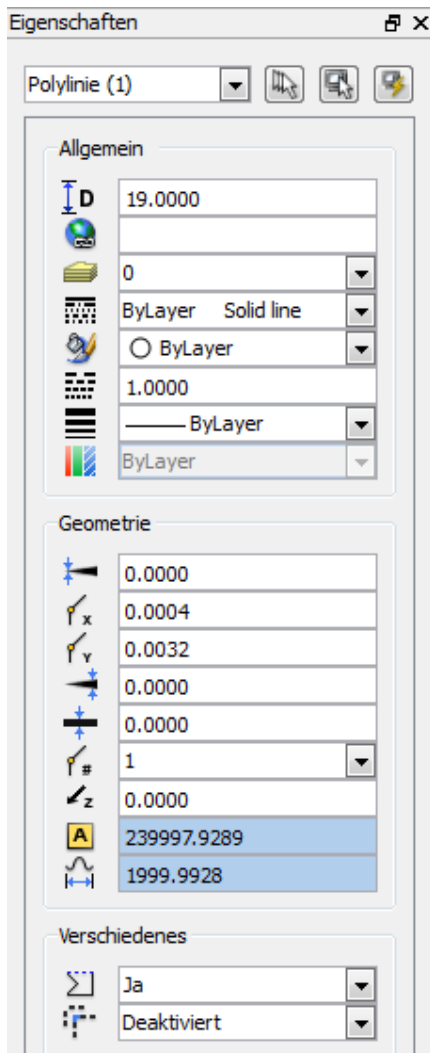 Eigenschaften
Polylinie (1)
Allgemein
D 19.0000
0
ByLayer Solid line
ByLayer
1.0000
ByLayer
ByLayer
Geometrie
0.0000
x 0.0004
Y 0.0032
0.0000
0.0000
# 1
z 0.0000
A 239997.9289
1999.9928
Verschiedenes
Ja
Deaktiviert